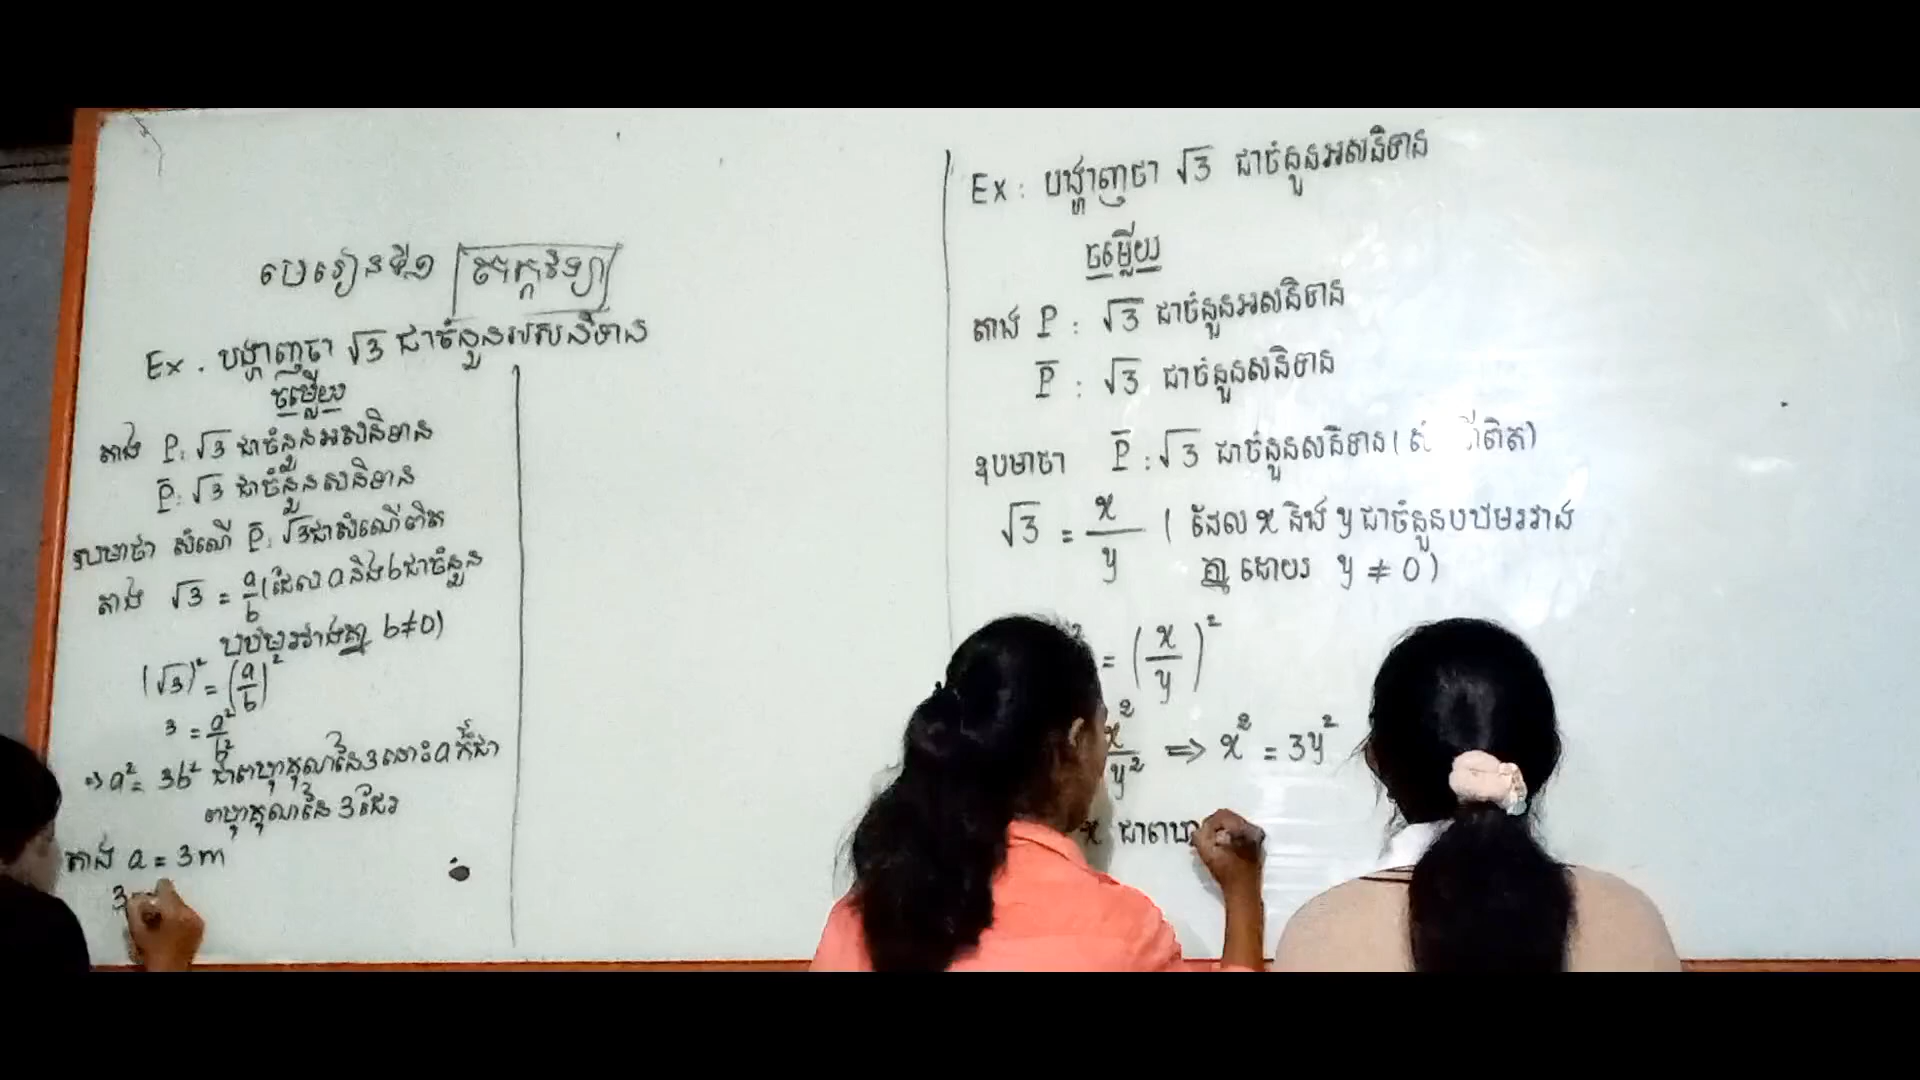 មេរៀនទី១ តក្កវិទ្យា
Ex . បង្ហាញថា √3 ជាចំនួនអសនិទាន
ចម្លើយ
តាង P: √3 ជាចំនួនអសនិទាន
P̅: √3 ជាចំនួនសនិទាន
ឧបមាថា សំណើ P̅: √3 ជាសំណើពិត
តាង √3 = a/b (ដែល a និង b ជាចំនួន
បឋមរវាងគ្នា b≠0)
(√3)² = (a/b)²
3 = a²/b²
⇒ a² = 3b² ជាពហុគុណនៃ 3 នោះ a ក៏ជា
ពហុគុណនៃ 3 ដែរ
តាង a = 3m
3
Ex : បង្ហាញថា √3 ជាចំនួនអសនិទាន
ចម្លើយ
តាង P : √3 ជាចំនួនអសនិទាន
P̅ : √3 ជាចំនួនសនិទាន
ឧបមាថា P̅ : √3 ជាចំនួនសនិទាន ( ពិត)
√3 = x/y ( ដែល x និង y ជាចំនួនបឋមរវាង
គ្នា ដោយ y ≠ 0)
= (x/y)²
x²/y² ⇒ x² = 3y²
x ជាពហុ